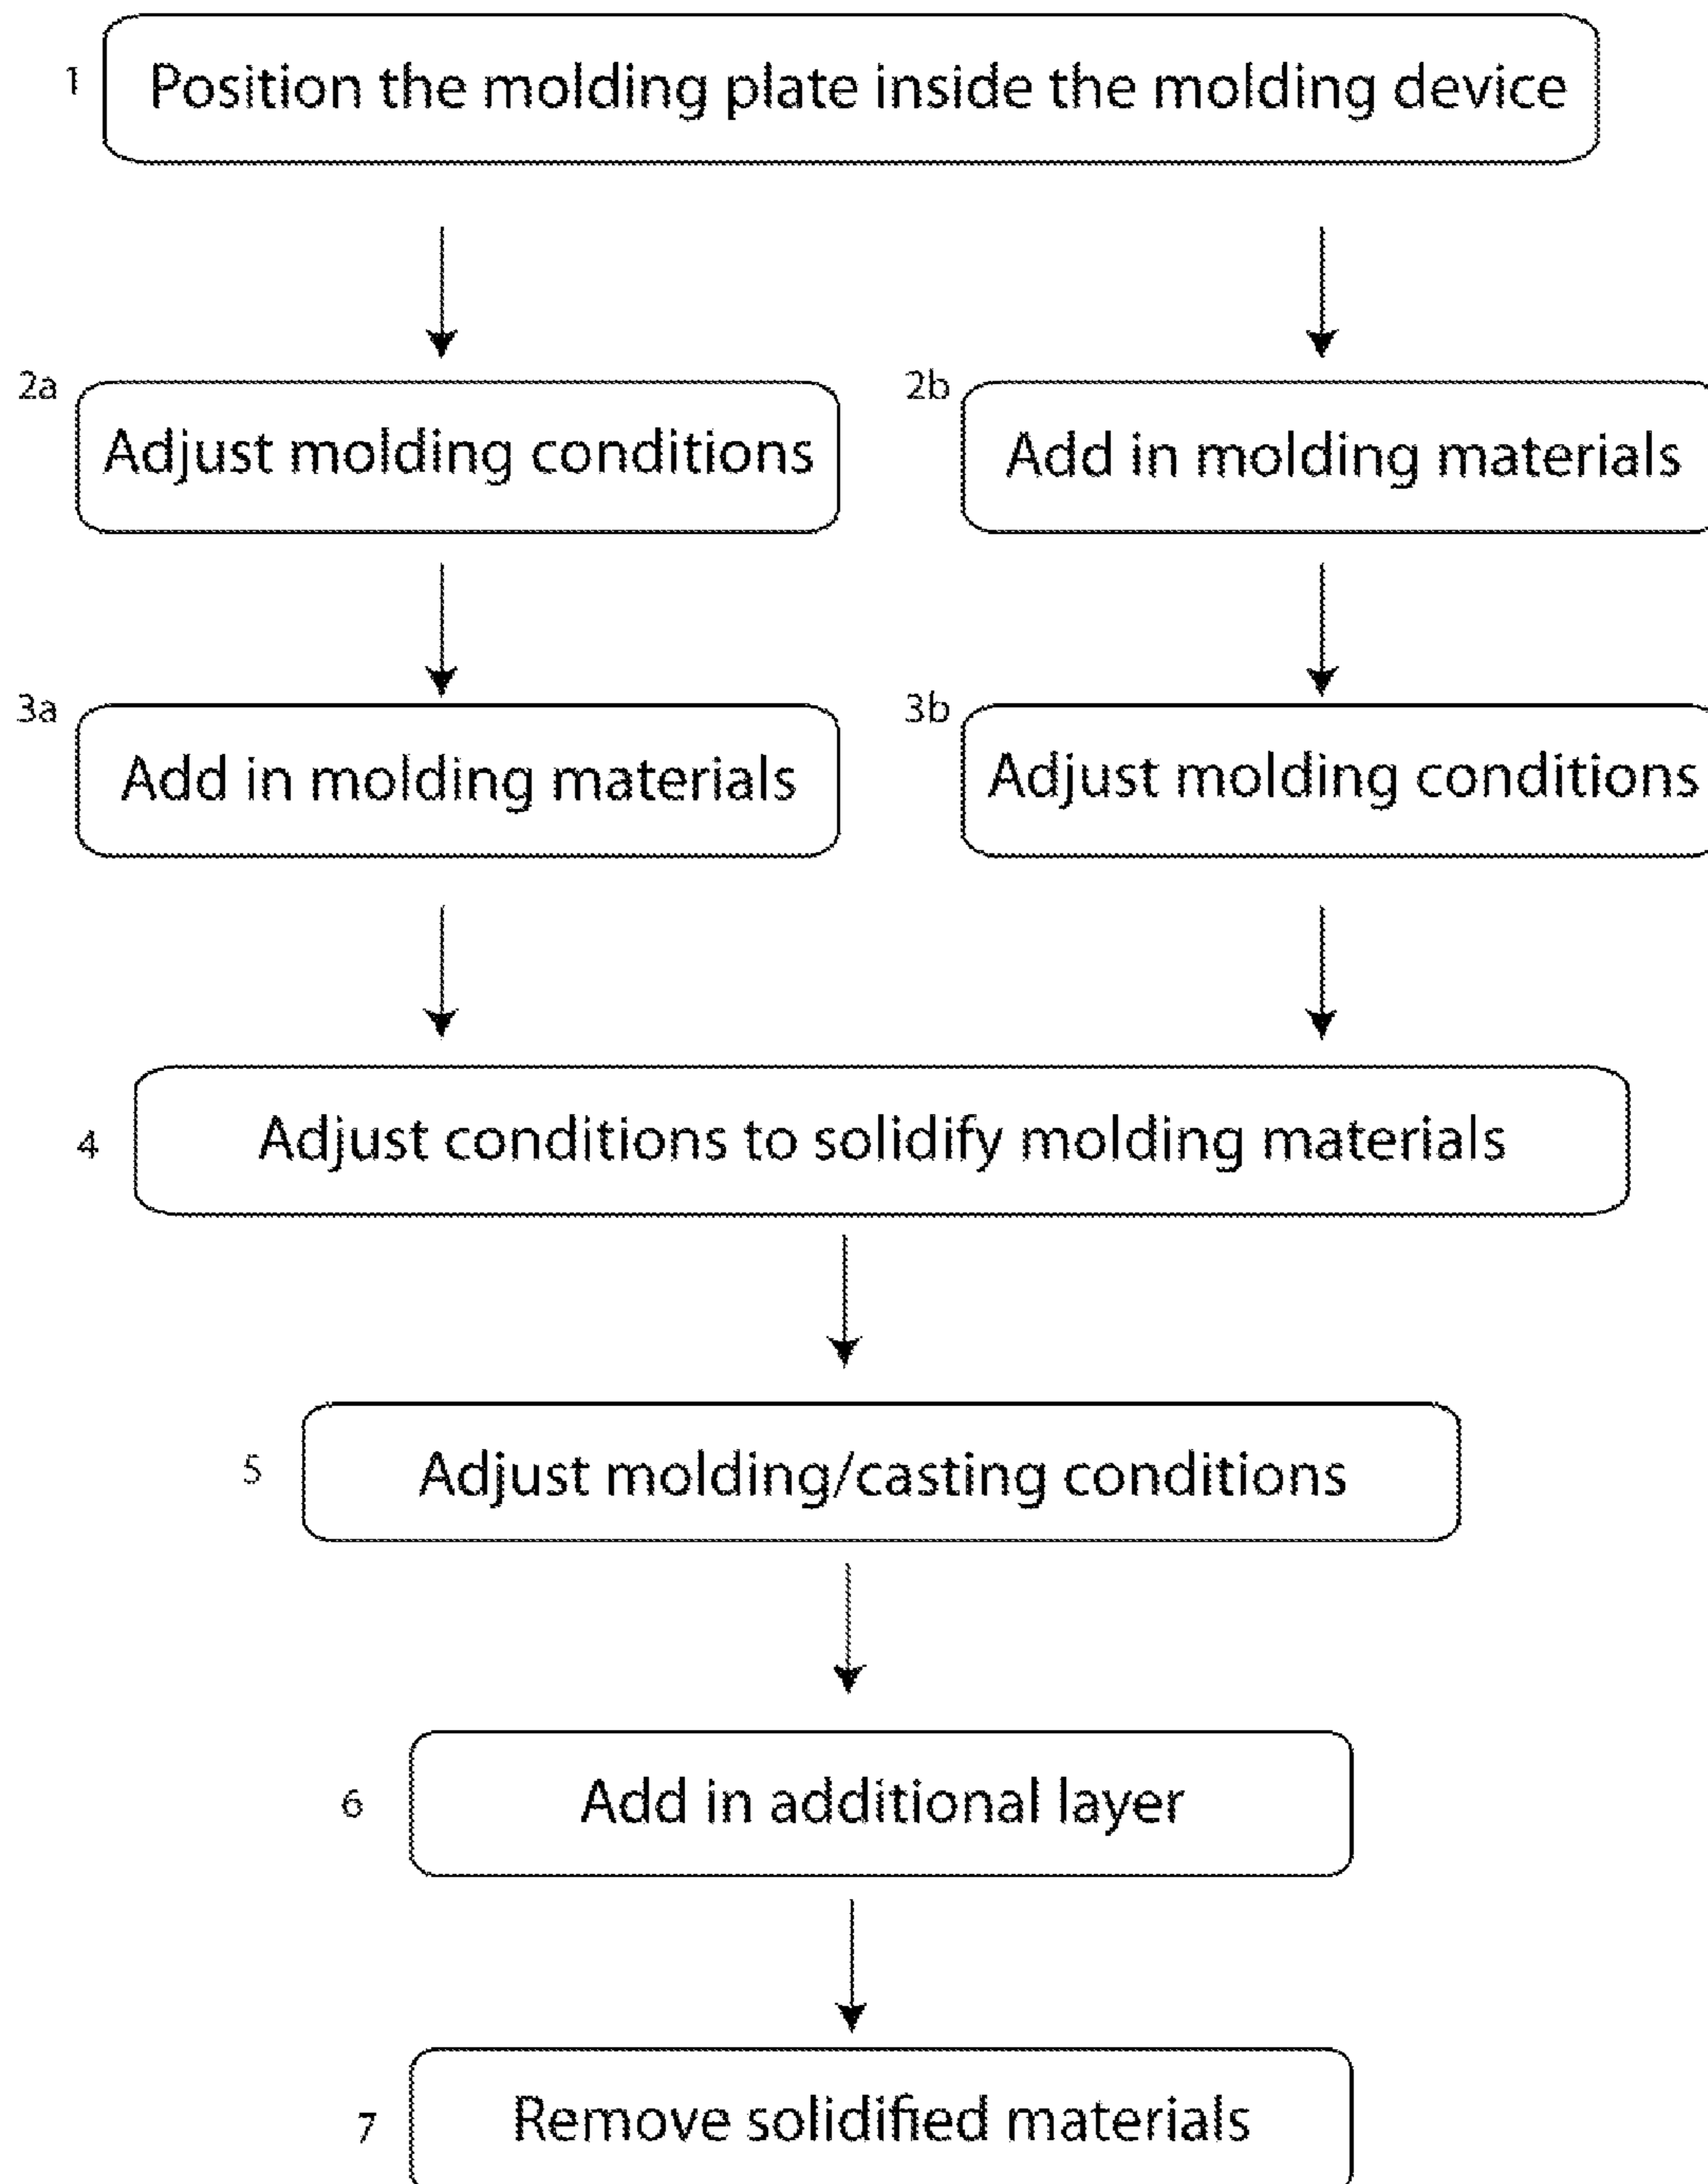 1 Position the molding plate inside the molding device
2a Adjust molding conditions
2b Add in molding materials
3a Add in molding materials
3b Adjust molding conditions
4 Adjust conditions to solidify molding materials
5 Adjust molding/casting conditions
6 Add in additional layer
7 Remove solidified materials